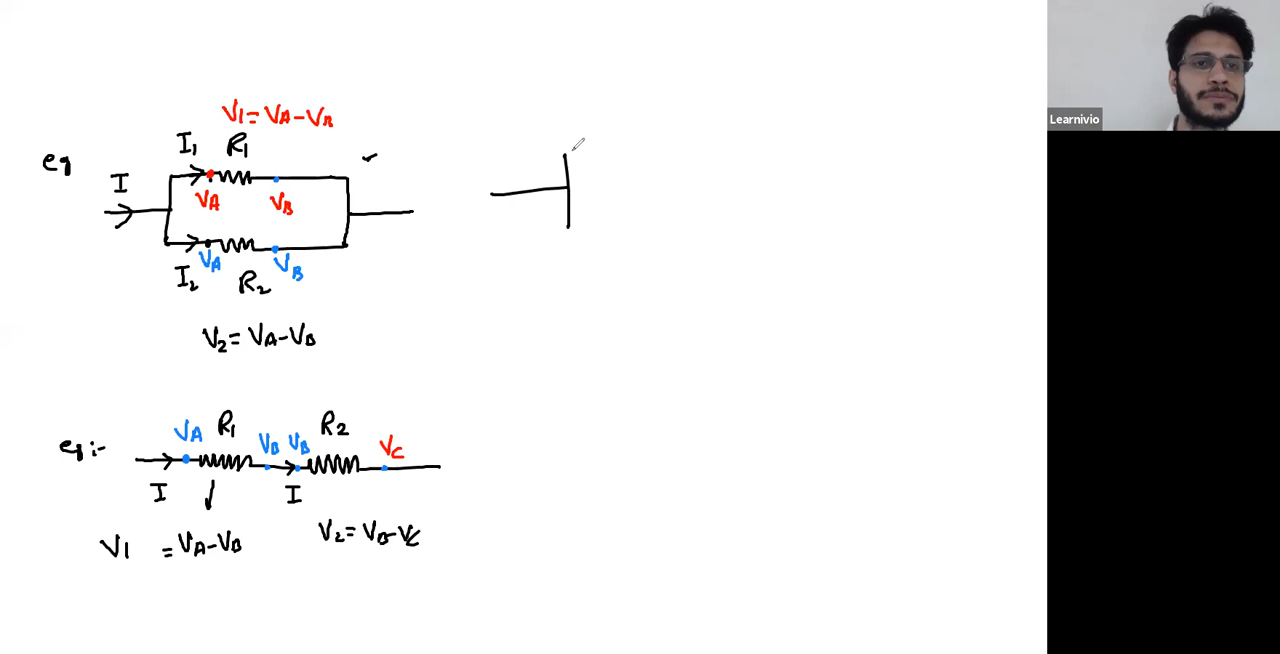 V1 = VA - VB
I1 R1
eg
I
VA VB
VA VB
I2 R2
V2 = VA - VB
eg :-
VA R1 VB VB R2 VC
I I
V1 = VA - VB
V2 = VB - VC
Learnivio